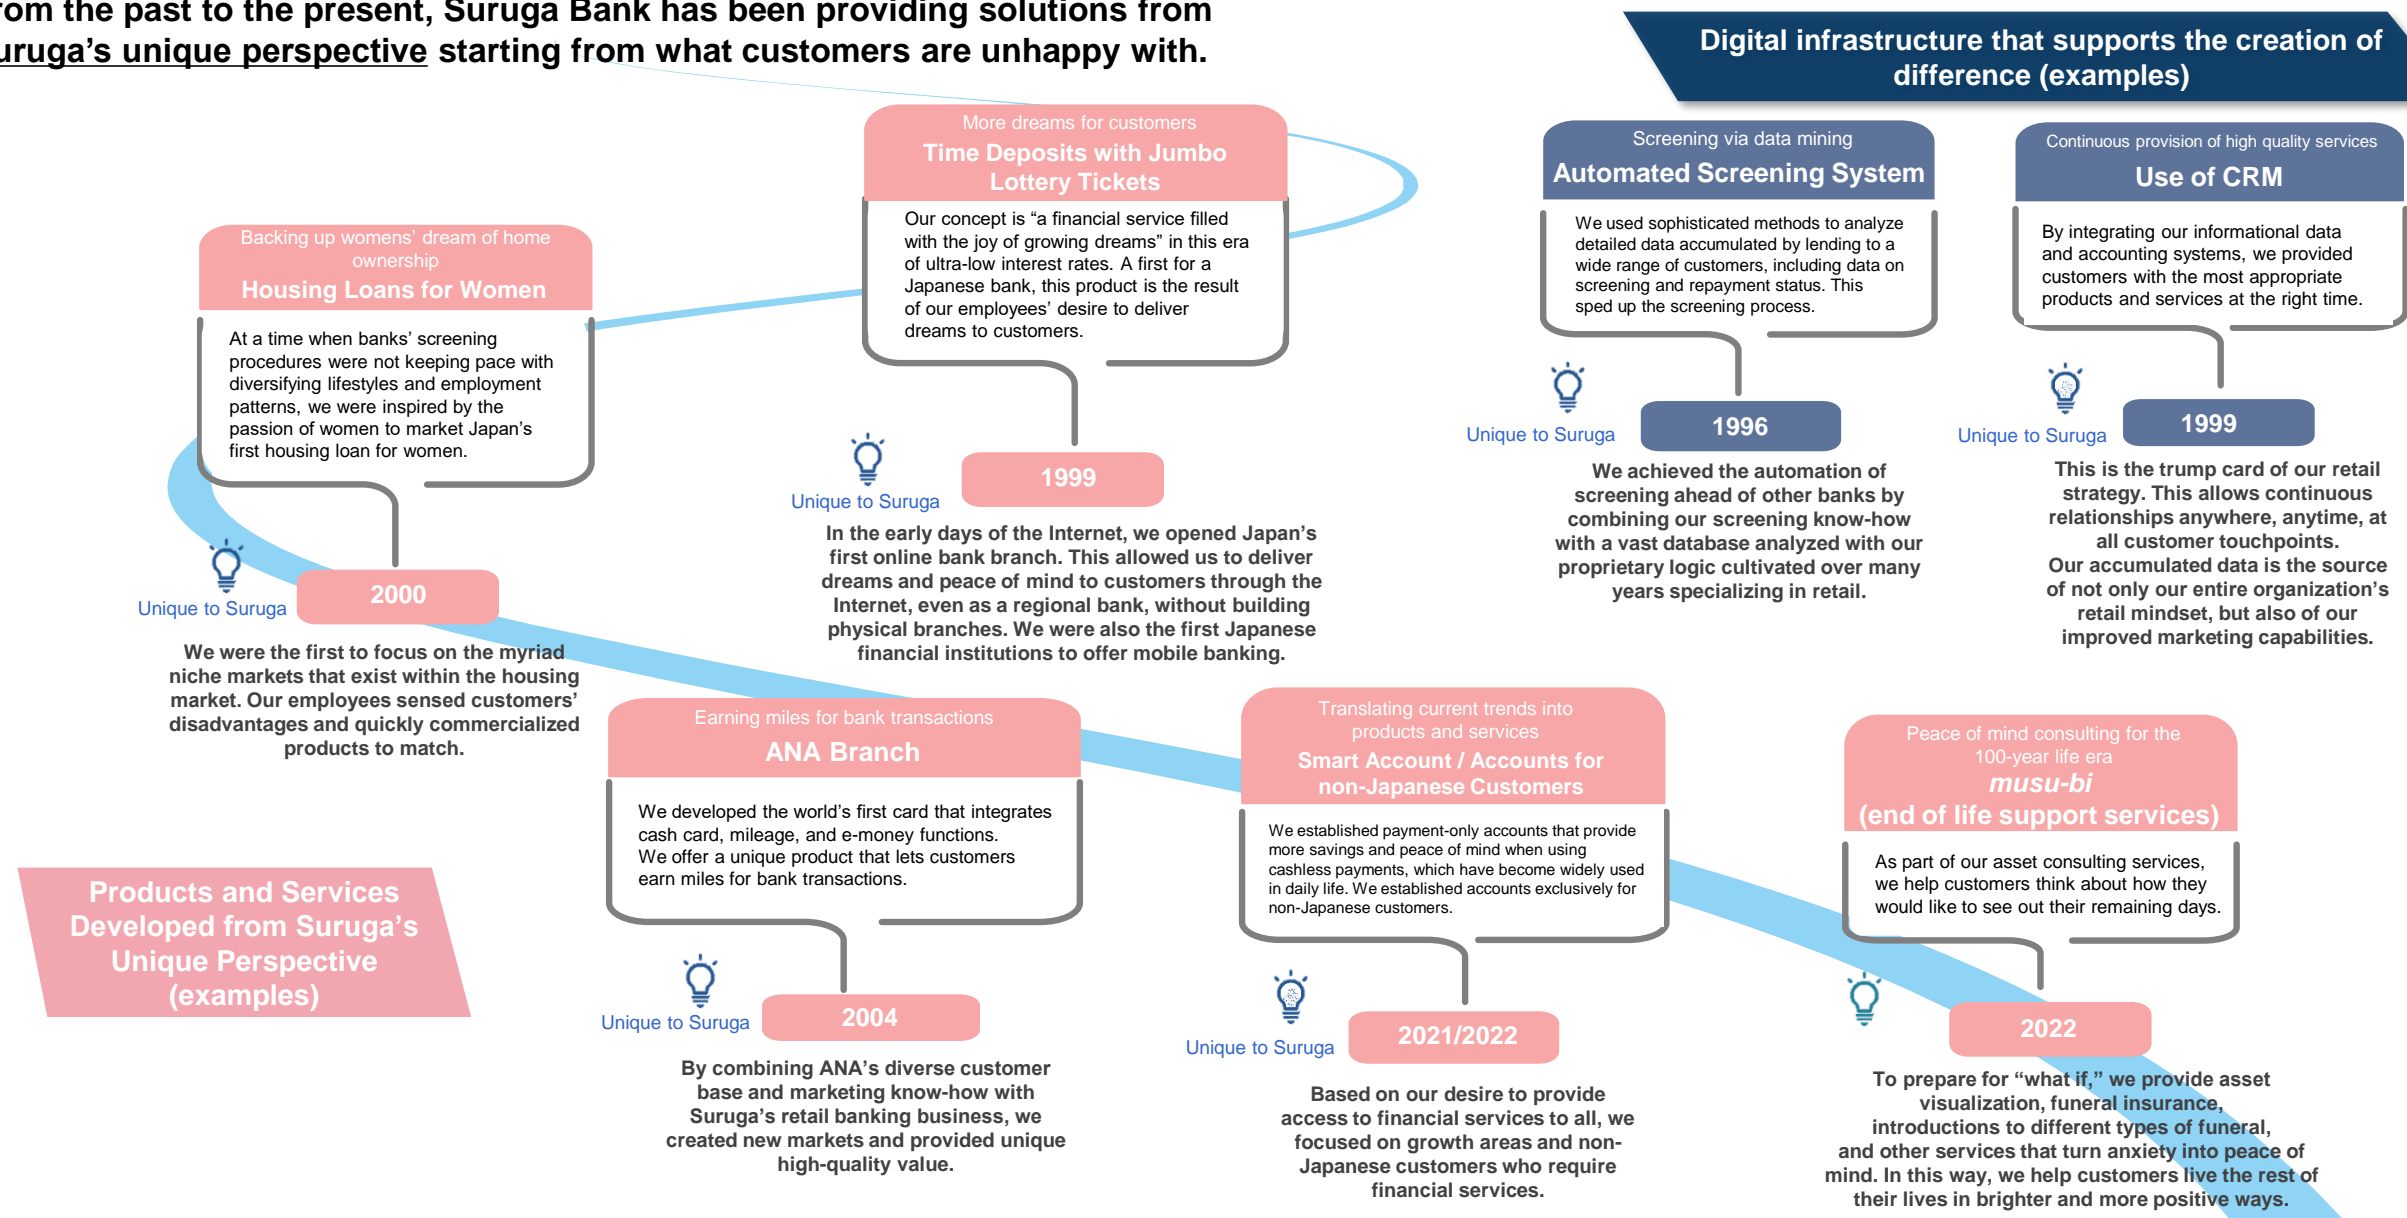 rom the past to the present, Suruga Bank has been providing solutions from
uruga’s unique perspective starting from what customers are unhappy with.
Digital infrastructure that supports the creation of
difference (examples)
More dreams for customers
Time Deposits with Jumbo
Lottery Tickets
Our concept is “a financial service filled
with the joy of growing dreams” in this era
of ultra-low interest rates. A first for a
Japanese bank, this product is the result
of our employees’ desire to deliver
dreams to customers.
Unique to Suruga
1999
In the early days of the Internet, we opened Japan’s
first online bank branch. This allowed us to deliver
dreams and peace of mind to customers through the
Internet, even as a regional bank, without building
physical branches. We were also the first Japanese
financial institutions to offer mobile banking.
Screening via data mining
Automated Screening System
We used sophisticated methods to analyze
detailed data accumulated by lending to a
wide range of customers, including data on
screening and repayment status. This
sped up the screening process.
Unique to Suruga
1996
We achieved the automation of
screening ahead of other banks by
combining our screening know-how
with a vast database analyzed with our
proprietary logic cultivated over many
years specializing in retail.
Continuous provision of high quality services
Use of CRM
By integrating our informational data
and accounting systems, we provided
customers with the most appropriate
products and services at the right time.
Unique to Suruga
1999
This is the trump card of our retail
strategy. This allows continuous
relationships anywhere, anytime, at
all customer touchpoints.
Our accumulated data is the source
of not only our entire organization’s
retail mindset, but also of our
improved marketing capabilities.
Backing up womens’ dream of home
ownership
Housing Loans for Women
At a time when banks’ screening
procedures were not keeping pace with
diversifying lifestyles and employment
patterns, we were inspired by the
passion of women to market Japan’s
first housing loan for women.
Unique to Suruga
2000
We were the first to focus on the myriad
niche markets that exist within the housing
market. Our employees sensed customers’
disadvantages and quickly commercialized
products to match.
Products and Services
Developed from Suruga’s
Unique Perspective
(examples)
Earning miles for bank transactions
ANA Branch
We developed the world’s first card that integrates
cash card, mileage, and e-money functions.
We offer a unique product that lets customers
earn miles for bank transactions.
Unique to Suruga
2004
By combining ANA’s diverse customer
base and marketing know-how with
Suruga’s retail banking business, we
created new markets and provided unique
high-quality value.
Translating current trends into
products and services
Smart Account / Accounts for
non-Japanese Customers
We established payment-only accounts that provide
more savings and peace of mind when using
cashless payments, which have become widely used
in daily life. We established accounts exclusively for
non-Japanese customers.
Unique to Suruga
2021/2022
Based on our desire to provide
access to financial services to all, we
focused on growth areas and non-
Japanese customers who require
financial services.
Peace of mind consulting for the
100-year life era
musu-bi
(end of life support services)
As part of our asset consulting services,
we help customers think about how they
would like to see out their remaining days.
2022
To prepare for “what if,” we provide asset
visualization, funeral insurance,
introductions to different types of funeral,
and other services that turn anxiety into peace of
mind. In this way, we help customers live the rest of
their lives in brighter and more positive ways.